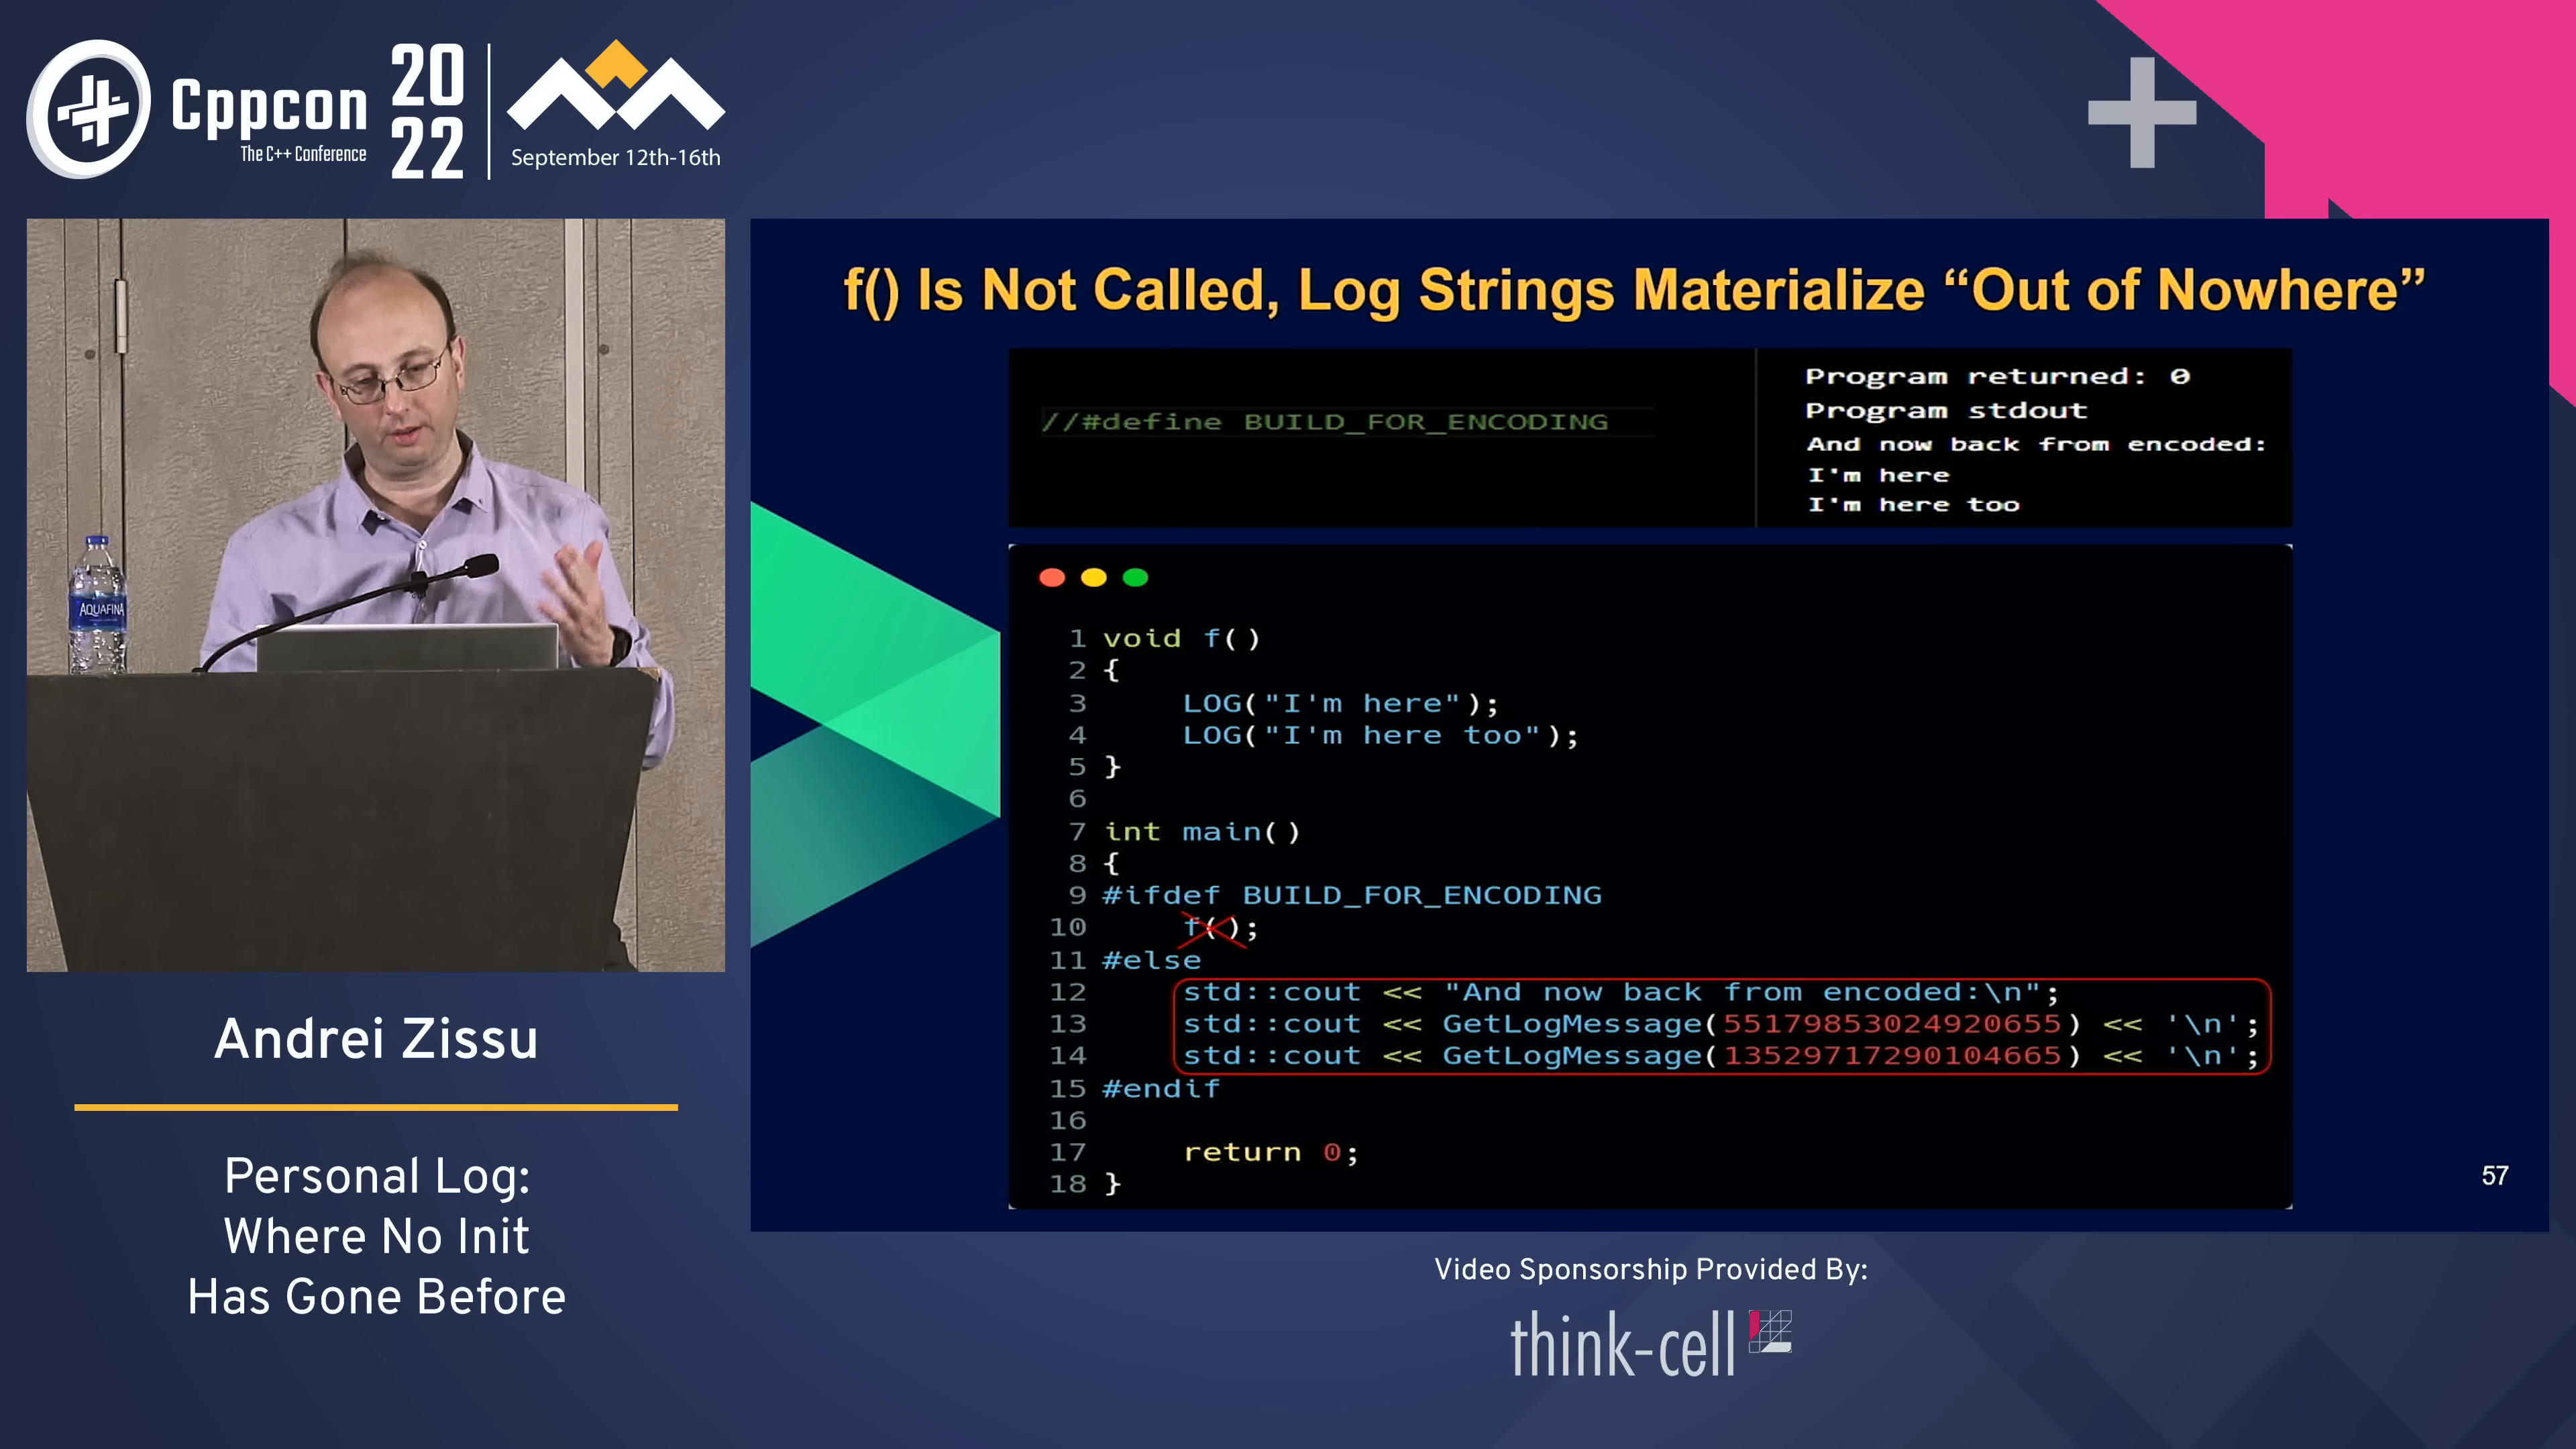 Cppcon
The C++ Conference
20
22
September 12th-16th
AQUAFINA
Andrei Zissu
Personal Log:
Where No Init
Has Gone Before
f() Is Not Called, Log Strings Materialize “Out of Nowhere”
//#define BUILD_FOR_ENCODING
Program returned: 0
Program stdout
And now back from encoded:
I'm here
I'm here too
1 void f()
2 {
3 LOG("I'm here");
4 LOG("I'm here too");
5 }
6
7 int main()
8 {
9 #ifdef BUILD_FOR_ENCODING
10 f();
11 #else
12 std::cout << "And now back from encoded:\n";
13 std::cout << GetLogMessage(55179853024920655) << '\n';
14 std::cout << GetLogMessage(13529717290104665) << '\n';
15 #endif
16
17 return 0;
18 }
57
Video Sponsorship Provided By:
think-cell